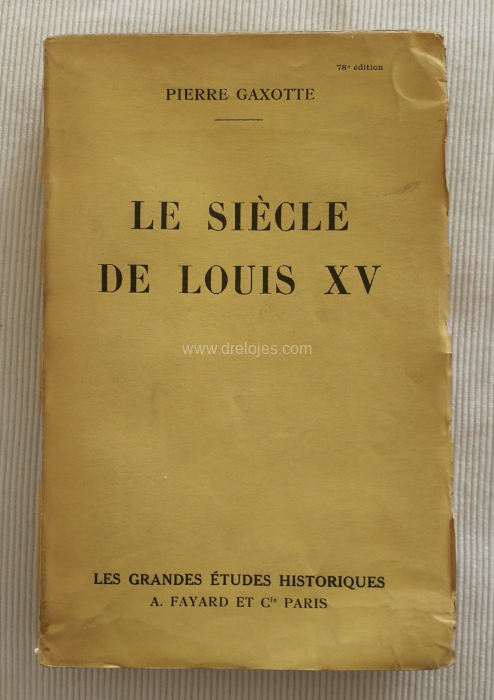 78e édition
PIERRE GAXOTTE
LE SIÈCLE
DE LOUIS XV
www.drelojes.com
LES GRANDES ÉTUDES HISTORIQUES
A. FAYARD ET Cie PARIS